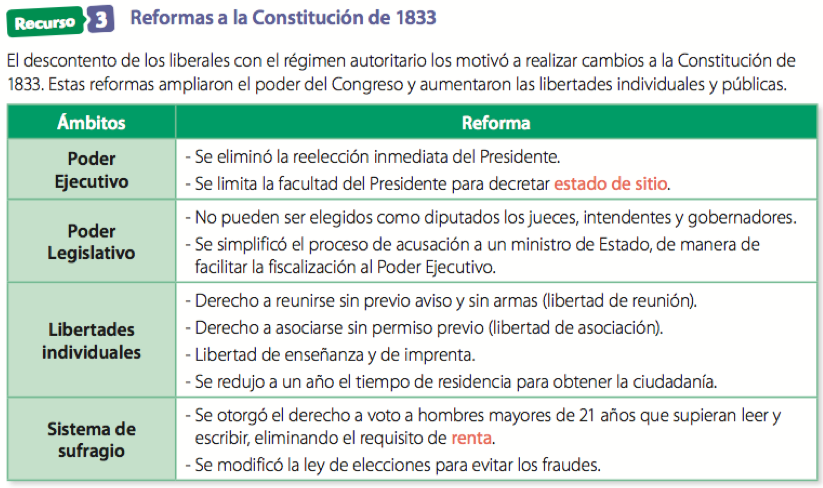 Recurso 3 Reformas a la Constitución de 1833
El descontento de los liberales con el régimen autoritario los motivó a realizar cambios a la Constitución de
1833. Estas reformas ampliaron el poder del Congreso y aumentaron las libertades individuales y públicas.
Ámbitos Reforma
Poder
Ejecutivo
- Se eliminó la reelección inmediata del Presidente.
- Se limita la facultad del Presidente para decretar estado de sitio.
Poder
Legislativo
- No pueden ser elegidos como diputados los jueces, intendentes y gobernadores.
- Se simplificó el proceso de acusación a un ministro de Estado, de manera de
facilitar la fiscalización al Poder Ejecutivo.
Libertades
individuales
- Derecho a reunirse sin previo aviso y sin armas (libertad de reunión).
- Derecho a asociarse sin permiso previo (libertad de asociación).
- Libertad de enseñanza y de imprenta.
- Se redujo a un año el tiempo de residencia para obtener la ciudadanía.
Sistema de
sufragio
- Se otorgó el derecho a voto a hombres mayores de 21 años que supieran leer y
escribir, eliminando el requisito de renta.
- Se modificó la ley de elecciones para evitar los fraudes.